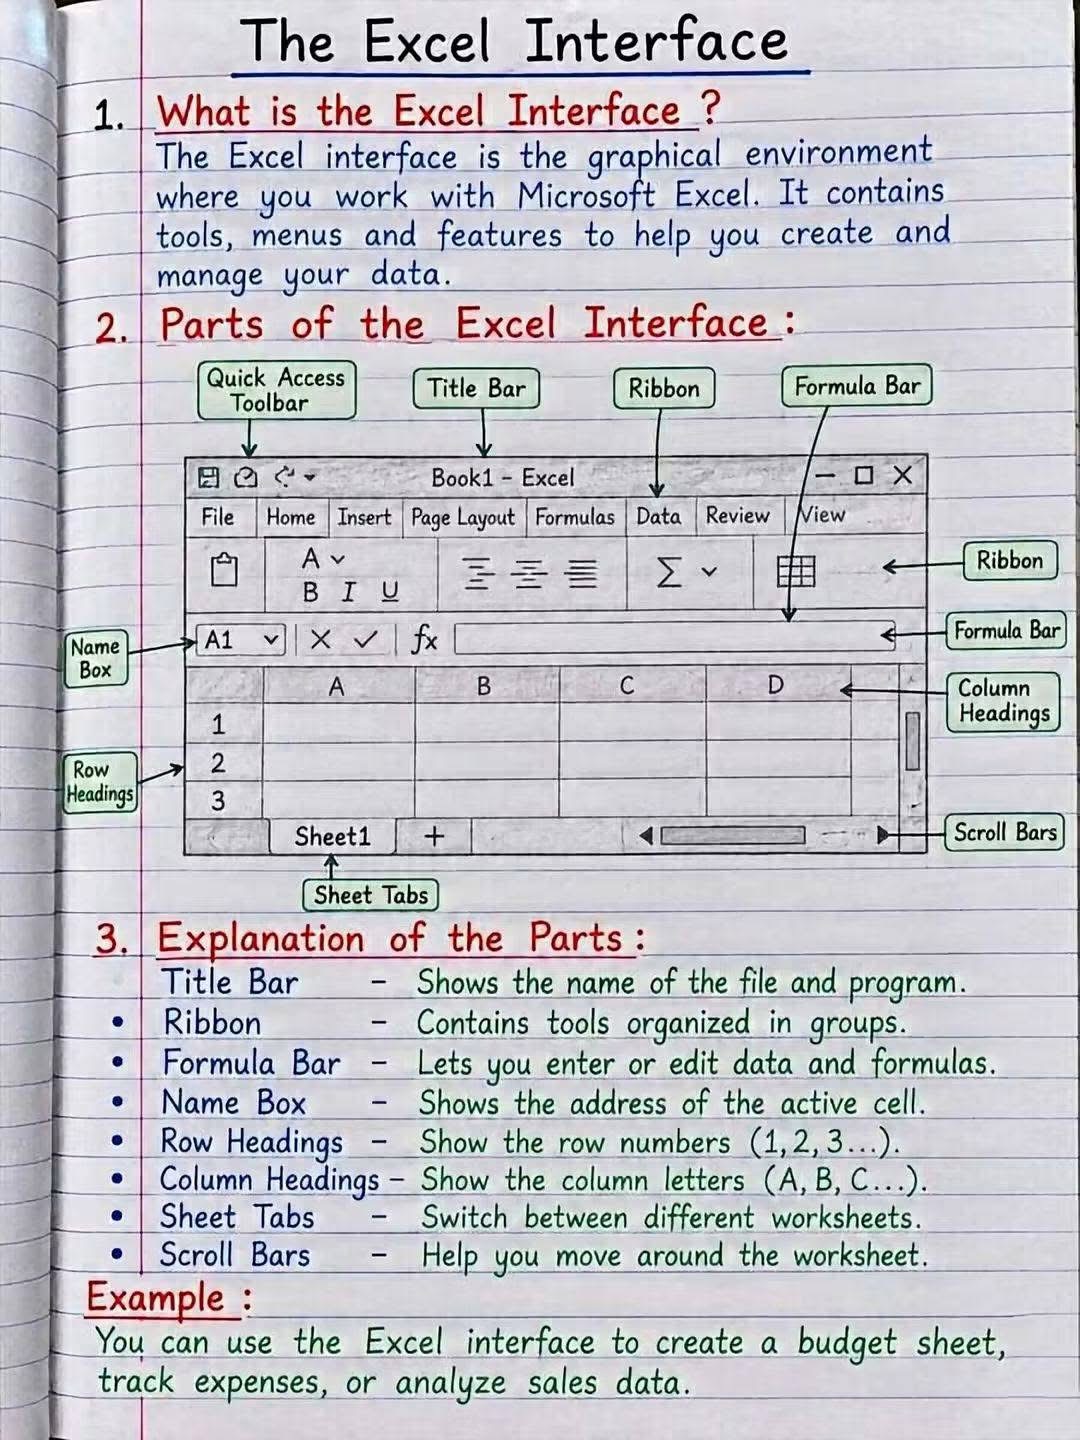 The Excel Interface
1. What is the Excel Interface ?
The Excel interface is the graphical environment
where you work with Microsoft Excel. It contains
tools, menus and features to help you create and
manage your data.
2. Parts of the Excel Interface :
Quick Access
Toolbar
Title Bar
Ribbon
Formula Bar
Book1 - Excel
File Home Insert Page Layout Formulas Data Review View
A
B I U
Σ
Ribbon
Name
Box
A1
fx
Formula Bar
A B C D
Column
Headings
1
2
3
Row
Headings
Sheet1 +
Scroll Bars
Sheet Tabs
3. Explanation of the Parts :
Title Bar - Shows the name of the file and program.
• Ribbon - Contains tools organized in groups.
• Formula Bar - Lets you enter or edit data and formulas.
• Name Box - Shows the address of the active cell.
• Row Headings - Show the row numbers (1, 2, 3...).
• Column Headings - Show the column letters (A, B, C...).
• Sheet Tabs - Switch between different worksheets.
• Scroll Bars - Help you move around the worksheet.
Example :
You can use the Excel interface to create a budget sheet,
track expenses, or analyze sales data.